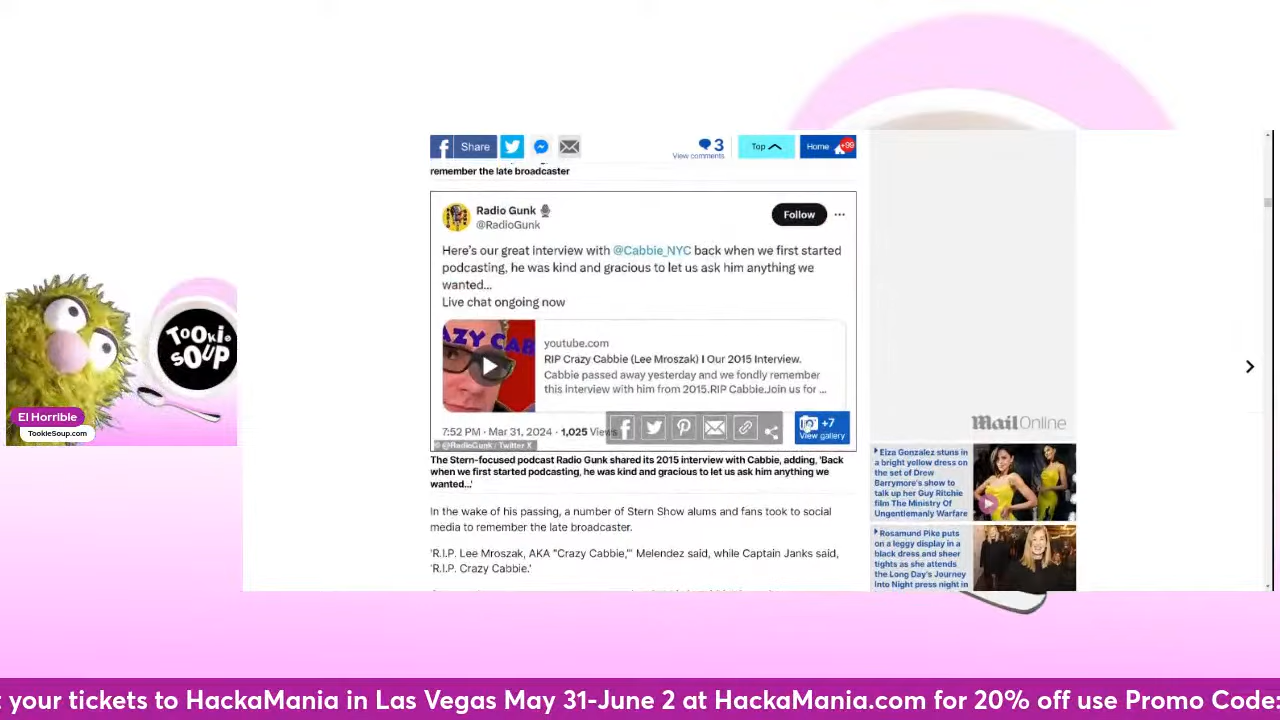 Share
3
View comments
Top
Home
+99
remember the late broadcaster
Radio Gunk
@RadioGunk
Follow
Here's our great interview with @Cabbie_NYC back when we first started
podcasting, he was kind and gracious to let us ask him anything we
wanted...
Live chat ongoing now
AZY CAB
youtube.com
RIP Crazy Cabbie (Lee Mroszak) I Our 2015 Interview.
Cabbie passed away yesterday and we fondly remember
this interview with him from 2015.RIP Cabbie.Join us for ...
7:52 PM · Mar 31, 2024 · 1,025 Views
+7
View gallery
© @RadioGunk / Twitter X
The Stern-focused podcast Radio Gunk shared its 2015 interview with Cabbie, adding, 'Back
when we first started podcasting, he was kind and gracious to let us ask him anything we
wanted...'
In the wake of his passing, a number of Stern Show alums and fans took to social
media to remember the late broadcaster.
'R.I.P. Lee Mroszak, AKA "Crazy Cabbie,"' Melendez said, while Captain Janks said,
'R.I.P. Crazy Cabbie.'
Mail Online
Eiza Gonzalez stuns in
a bright yellow dress on
the set of Drew
Barrymore's show to
talk up her Guy Ritchie
film The Ministry Of
Ungentlemanly Warfare
Rosamund Pike puts
on a leggy display in a
black dress and sheer
tights as she attends
the Long Day's Journey
Into Night press night in
TOOKIE
SOUP
El Horrible
TookieSoup.com
your tickets to HackaMania in Las Vegas May 31-June 2 at HackaMania.com for 20% off use Promo Code: